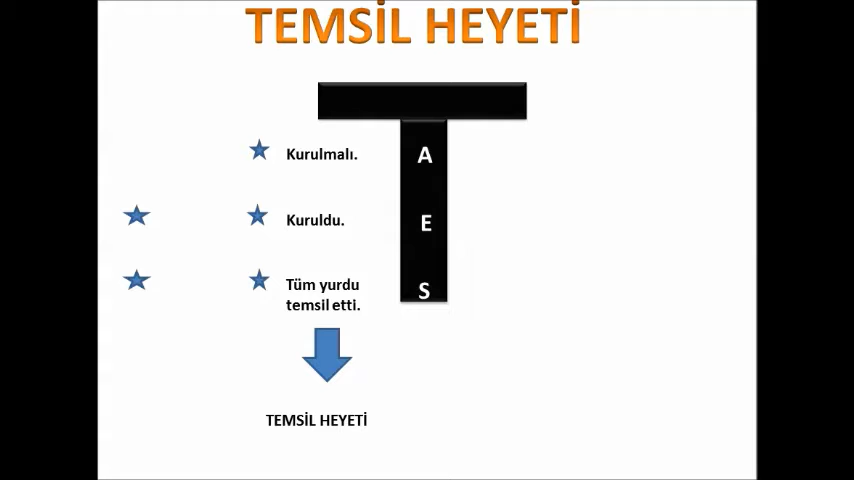 TEMSİL HEYETİ
Kurulmalı.
A
Kuruldu.
E
Tüm yurdu
temsil etti.
S
TEMSİL HEYETİ